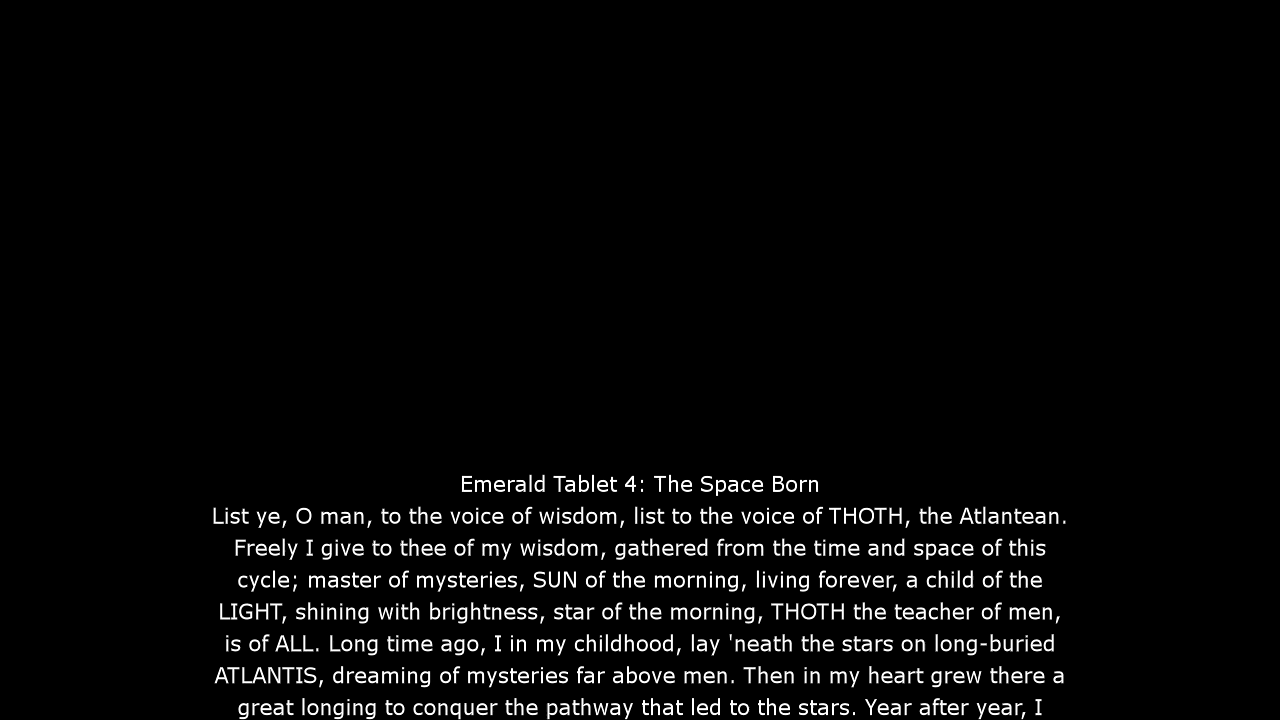 Emerald Tablet 4: The Space Born
List ye, O man, to the voice of wisdom, list to the voice of THOTH, the Atlantean.
Freely I give to thee of my wisdom, gathered from the time and space of this
cycle; master of mysteries, SUN of the morning, living forever, a child of the
LIGHT, shining with brightness, star of the morning, THOTH the teacher of men,
is of ALL. Long time ago, I in my childhood, lay 'neath the stars on long-buried
ATLANTIS, dreaming of mysteries far above men. Then in my heart grew there a
great longing to conquer the pathway that led to the stars. Year after year, I